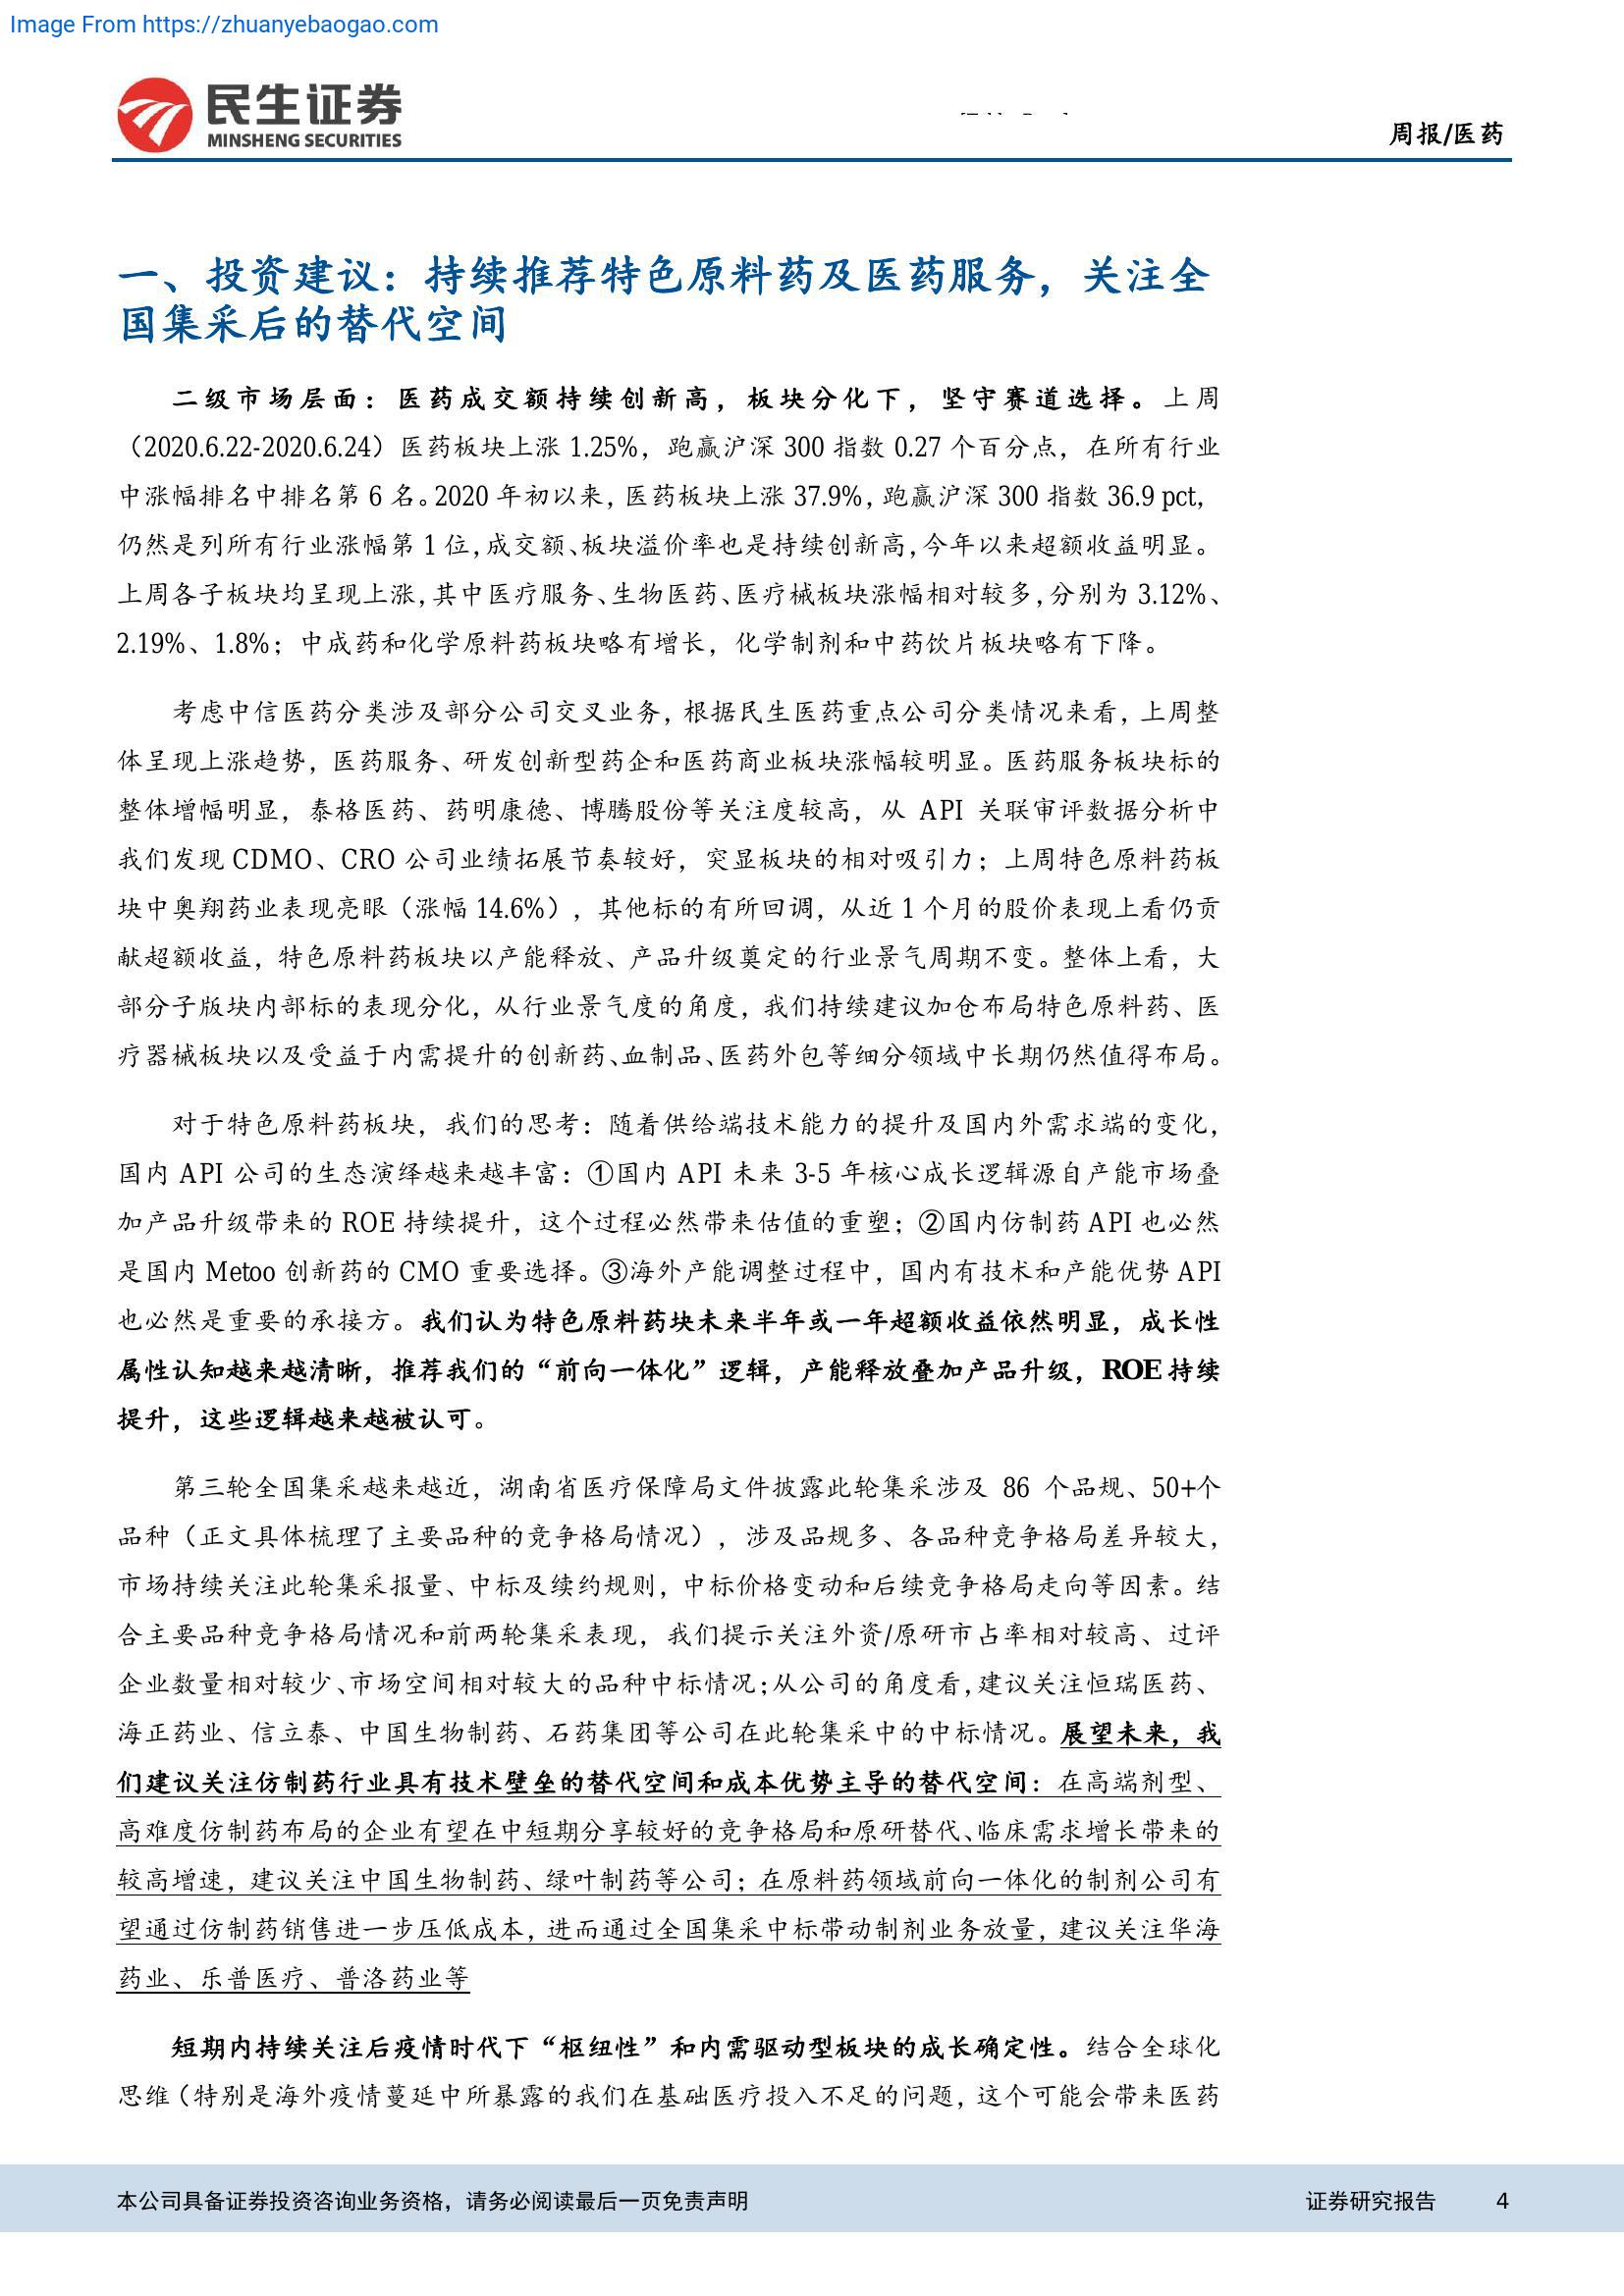 Image From https://zhuanyebaogao.com
民生证券
MINSHENG SECURITIES
周报/医药
一、投资建议：持续推荐特色原料药及医药服务，关注全
国集采后的替代空间
二级市场层面：医药成交额持续创新高，板块分化下，坚守赛道选择。上周
（2020.6.22-2020.6.24）医药板块上涨 1.25%，跑赢沪深 300 指数 0.27 个百分点，在所有行业
中涨幅排名中排名第 6 名。2020 年初以来，医药板块上涨 37.9%，跑赢沪深 300 指数 36.9 pct，
仍然是列所有行业涨幅第 1 位，成交额、板块溢价率也是持续创新高，今年以来超额收益明显。
上周各子板块均呈现上涨，其中医疗服务、生物医药、医疗械板块涨幅相对较多，分别为 3.12%、
2.19%、1.8%；中成药和化学原料药板块略有增长，化学制剂和中药饮片板块略有下降。
考虑中信医药分类涉及部分公司交叉业务，根据民生医药重点公司分类情况来看，上周整
体呈现上涨趋势，医药服务、研发创新型药企和医药商业板块涨幅较明显。医药服务板块标的
整体增幅明显，泰格医药、药明康德、博腾股份等关注度较高，从 API 关联审评数据分析中
我们发现 CDMO、CRO 公司业绩拓展节奏较好，突显板块的相对吸引力；上周特色原料药板
块中奥翔药业表现亮眼（涨幅 14.6%），其他标的有所回调，从近 1 个月的股价表现上看仍贡
献超额收益，特色原料药板块以产能释放、产品升级奠定的行业景气周期不变。整体上看，大
部分子版块内部标的表现分化，从行业景气度的角度，我们持续建议加仓布局特色原料药、医
疗器械板块以及受益于内需提升的创新药、血制品、医药外包等细分领域中长期仍然值得布局。
对于特色原料药板块，我们的思考：随着供给端技术能力的提升及国内外需求端的变化，
国内 API 公司的生态演绎越来越丰富：①国内 API 未来 3-5 年核心成长逻辑源自产能市场叠
加产品升级带来的 ROE 持续提升，这个过程必然带来估值的重塑；②国内仿制药 API 也必然
是国内 Metoo 创新药的 CMO 重要选择。③海外产能调整过程中，国内有技术和产能优势 API
也必然是重要的承接方。我们认为特色原料药块未来半年或一年超额收益依然明显，成长性
属性认知越来越清晰，推荐我们的“前向一体化”逻辑，产能释放叠加产品升级，ROE 持续
提升，这些逻辑越来越被认可。
第三轮全国集采越来越近，湖南省医疗保障局文件披露此轮集采涉及 86 个品规、50+个
品种（正文具体梳理了主要品种的竞争格局情况），涉及品规多、各品种竞争格局差异较大，
市场持续关注此轮集采报量、中标及续约规则，中标价格变动和后续竞争格局走向等因素。结
合主要品种竞争格局情况和前两轮集采表现，我们提示关注外资/原研市占率相对较高、过评
企业数量相对较少、市场空间相对较大的品种中标情况；从公司的角度看，建议关注恒瑞医药、
海正药业、信立泰、中国生物制药、石药集团等公司在此轮集采中的中标情况。展望未来，我
们建议关注仿制药行业具有技术壁垒的替代空间和成本优势主导的替代空间：在高端剂型、
高难度仿制药布局的企业有望在中短期分享较好的竞争格局和原研替代、临床需求增长带来的
较高增速，建议关注中国生物制药、绿叶制药等公司；在原料药领域前向一体化的制剂公司有
望通过仿制药销售进一步压低成本，进而通过全国集采中标带动制剂业务放量，建议关注华海
药业、乐普医疗、普洛药业等
短期内持续关注后疫情时代下“枢纽性”和内需驱动型板块的成长确定性。结合全球化
思维（特别是海外疫情蔓延中所暴露的我们在基础医疗投入不足的问题，这个可能会带来医药
本公司具备证券投资咨询业务资格，请务必阅读最后一页免责声明
证券研究报告 4